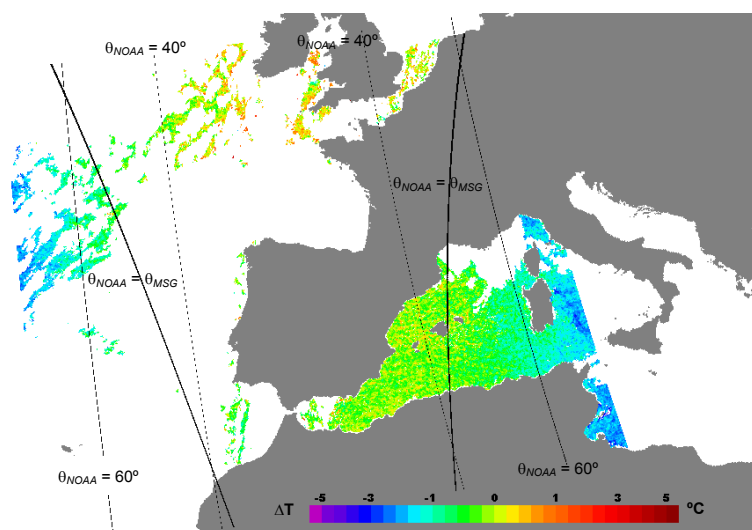 θNOAA = 40º
θNOAA = 40º
θNOAA = θMSG
θNOAA = θMSG
θNOAA = 60º
θNOAA = 60º
ΔT -5 -3 -1 0 1 3 5 ºC